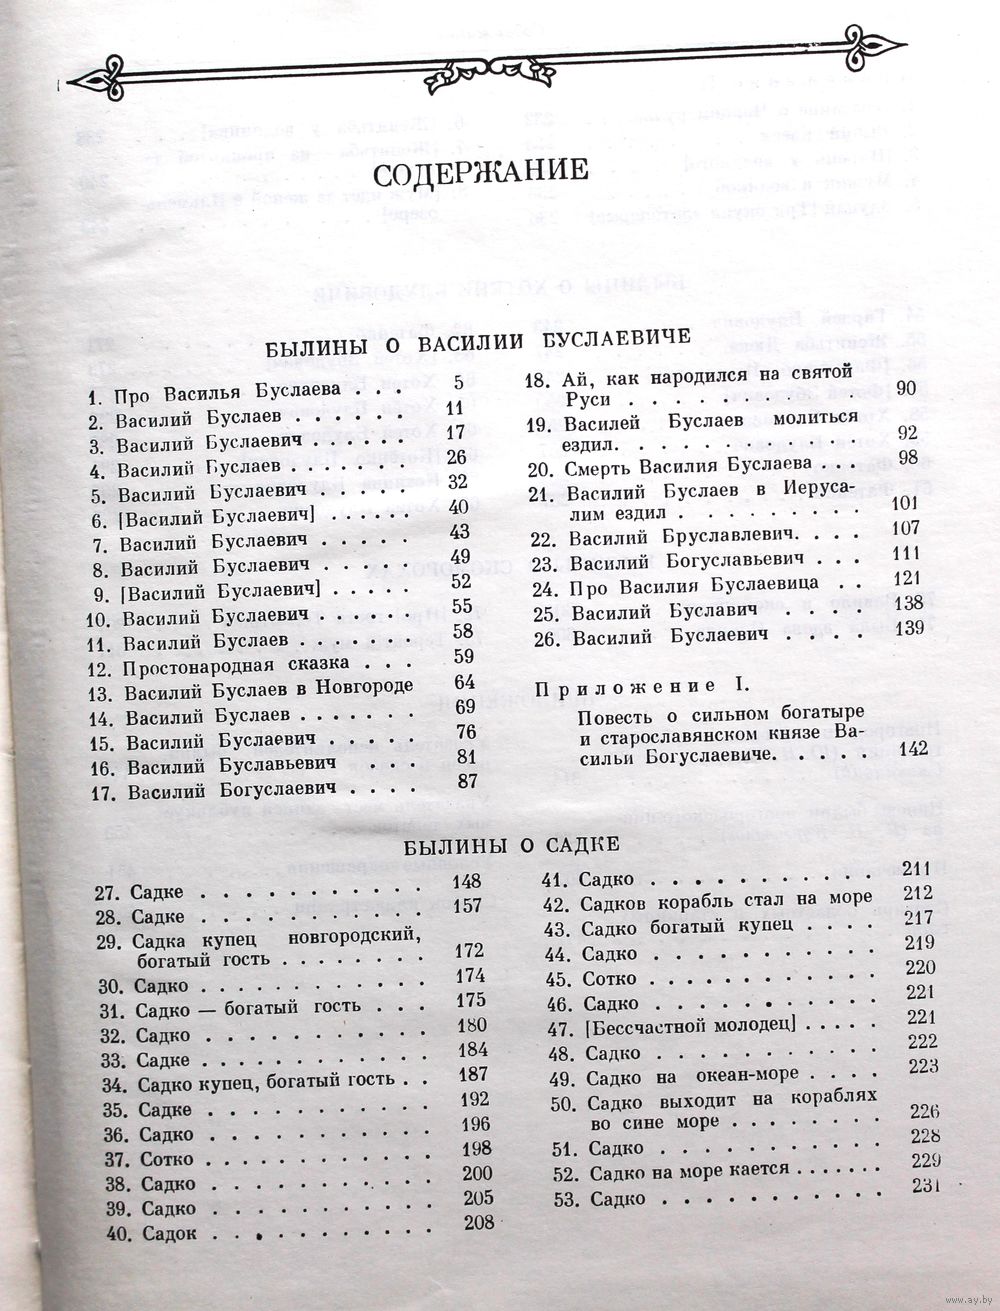 СОДЕРЖАНИЕ
БЫЛИНЫ О ВАСИЛИИ БУСЛАЕВИЧЕ
1. Про Василья Буслаева . . . 5
2. Василий Буслаев . . . . . . 11
3. Василий Буслаевич . . . . . 17
4. Василий Буслаев . . . . . . 26
5. Василий Буслаевич . . . . . 32
6. [Василий Буслаевич] . . . . . . 40
7. Василий Буслаевич . . . . . 43
8. Василий Буслаевич . . . . . 49
9. [Василий Буслаевич] . . . . . 52
10. Василий Буслаевич . . . . . 55
11. Василий Буслаев . . . . . . 58
12. Простонародная сказка . . . 59
13. Василий Буслаев в Новгороде 64
14. Василий Буслаев . . . . . . . 69
15. Василий Буслаевич . . . . . 76
16. Василий Буславьевич . . . . 81
17. Василий Богуслаевич . . . . 87
18. Ай, как народился на святой
Руси . . . . . . . . . . 90
19. Василей Буслаев молиться
ездил. . . . . . . . . . . 92
20. Смерть Василия Буслаева . . . 98
21. Василий Буслаев в Иеруса-
лим ездил . . . . . . . . . 101
22. Василий Бруславлевич. . . . 107
23. Василий Богуславьевич . . . 111
24. Про Василия Буслаевица . . 121
25. Василий Буславич . . . . . 138
26. Василий Буслаевич . . . . 139
Приложение I.
Повесть о сильном богатыре
и старославянском князе Ва-
сильи Богуслаевиче. . . . . 142
БЫЛИНЫ О САДКЕ
27. Садке . . . . . . . . . . . 148
28. Садке . . . . . . . . . . . 157
29. Садка купец новгородский,
богатый гость . . . . . . . . 172
30. Садко . . . . . . . . . . . 174
31. Садко — богатый гость . . . 175
32. Садко . . . . . . . . . . . 180
33. Садке . . . . . . . . . . . 184
34. Садко купец, богатый гость . . 187
35. Садке . . . . . . . . . . . 192
36. Садко . . . . . . . . . . . 196
37. Сотко . . . . . . . . . . . 198
38. Садко . . . . . . . . . . . 200
39. Садко . . . . . . . . . . . 205
40. Садок . . . . . . . . . . . 208
41. Садко . . . . . . . . . . . 211
42. Садков корабль стал на море 212
43. Садко богатый купец . . . . 217
44. Садко . . . . . . . . . . . 219
45. Сотко . . . . . . . . . . . 220
46. Садко . . . . . . . . . . . 221
47. [Бессчастной молодец] . . . . . 221
48. Садко . . . . . . . . . . . 222
49. Садко на океан-море . . . . 223
50. Садко выходит на кораблях
во сине море . . . . . . . . 226
51. Садко . . . . . . . . . . . 228
52. Садко на море кается . . . . . . . 229
53. Садко . . . . . . . . . . . 231
www.ay.by